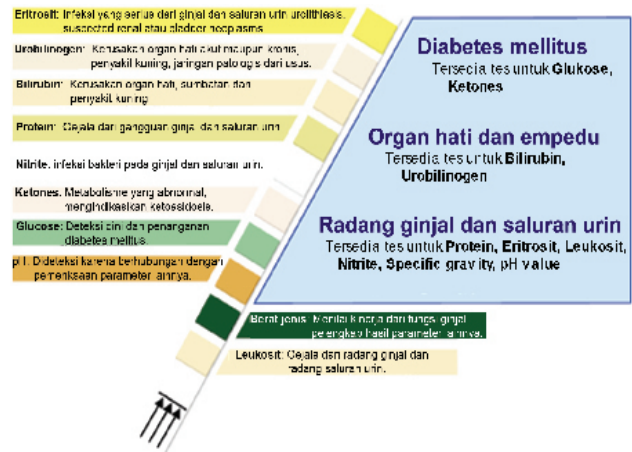 Eritrosit: Infeksi yang serius dari ginjal dan saluran urin urolithiasis,
suspected renal atau bladder neoplasms
Urobilinogen: Kerusakan organ hati akut maupun kronis,
penyakit kuning, jaringan patologis dari usus.
Bilirubin: Kerusakan organ hati, sumbatan dan
penyakit kuning
Protein: Gejala dari gangguan ginjal dan saluran urin
Nitrite: infeksi bakteri pada ginjal dan saluran urin.
Ketones: Metabolisme yang abnormal,
mengindikasikan
Glucose: Deteksi dini dan penanganan
diabetes mellitus.
pH: Dideteksi karena berhubungan dengan
pemeriksaan parameter lainnya.
Berat jenis: Menilai kinerja dari fungsi ginjal
pelengkap hasil parameter lainnya.
Leukosit: Gejala dari radang ginjal dan
radang saluran urin.
Diabetes mellitus
Tersedia tes untuk Glukose,
Ketones
Organ hati dan empedu
Tersedia tes untuk Bilirubin,
Urobilinogen
Radang ginjal dan saluran urin
Tersedia tes untuk Protein, Eritrosit, Leukosit,
Nitrite, Specific gravity, pH value